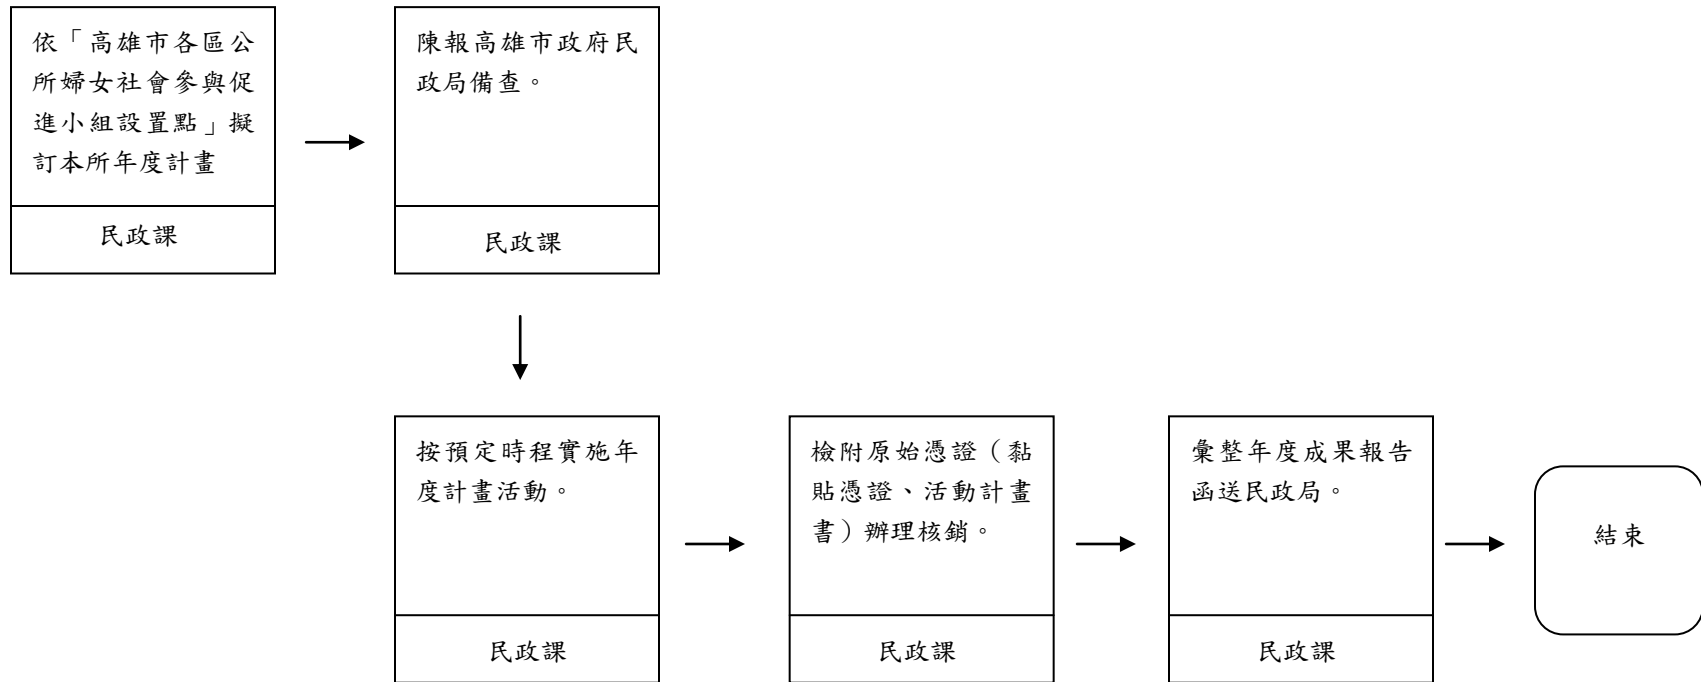 依「高雄市各區公
所婦女社會參與促
進小組設置點」擬
訂本所年度計畫
民政課
陳報高雄市政府民
政局備查。
民政課
按預定時程實施年
度計畫活動。
民政課
檢附原始憑證（黏
貼憑證、活動計畫
書）辦理核銷。
民政課
彙整年度成果報告
函送民政局。
民政課
結束